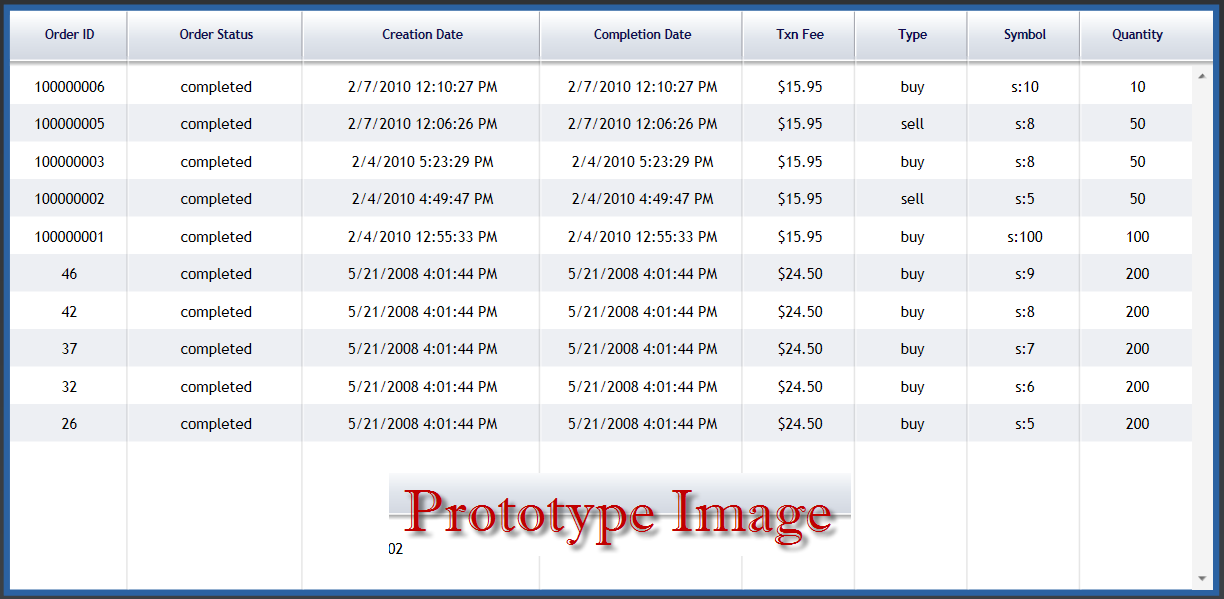 Order ID Order Status Creation Date Completion Date Txn Fee Type Symbol Quantity
100000006 completed 2/7/2010 12:10:27 PM 2/7/2010 12:10:27 PM $15.95 buy s:10 10
100000005 completed 2/7/2010 12:06:26 PM 2/7/2010 12:06:26 PM $15.95 sell s:8 50
100000003 completed 2/4/2010 5:23:29 PM 2/4/2010 5:23:29 PM $15.95 buy s:8 50
100000002 completed 2/4/2010 4:49:47 PM 2/4/2010 4:49:47 PM $15.95 sell s:5 50
100000001 completed 2/4/2010 12:55:33 PM 2/4/2010 12:55:33 PM $15.95 buy s:100 100
46 completed 5/21/2008 4:01:44 PM 5/21/2008 4:01:44 PM $24.50 buy s:9 200
42 completed 5/21/2008 4:01:44 PM 5/21/2008 4:01:44 PM $24.50 buy s:8 200
37 completed 5/21/2008 4:01:44 PM 5/21/2008 4:01:44 PM $24.50 buy s:7 200
32 completed 5/21/2008 4:01:44 PM 5/21/2008 4:01:44 PM $24.50 buy s:6 200
26 completed 5/21/2008 4:01:44 PM 5/21/2008 4:01:44 PM $24.50 buy s:5 200
Prototype Image
02